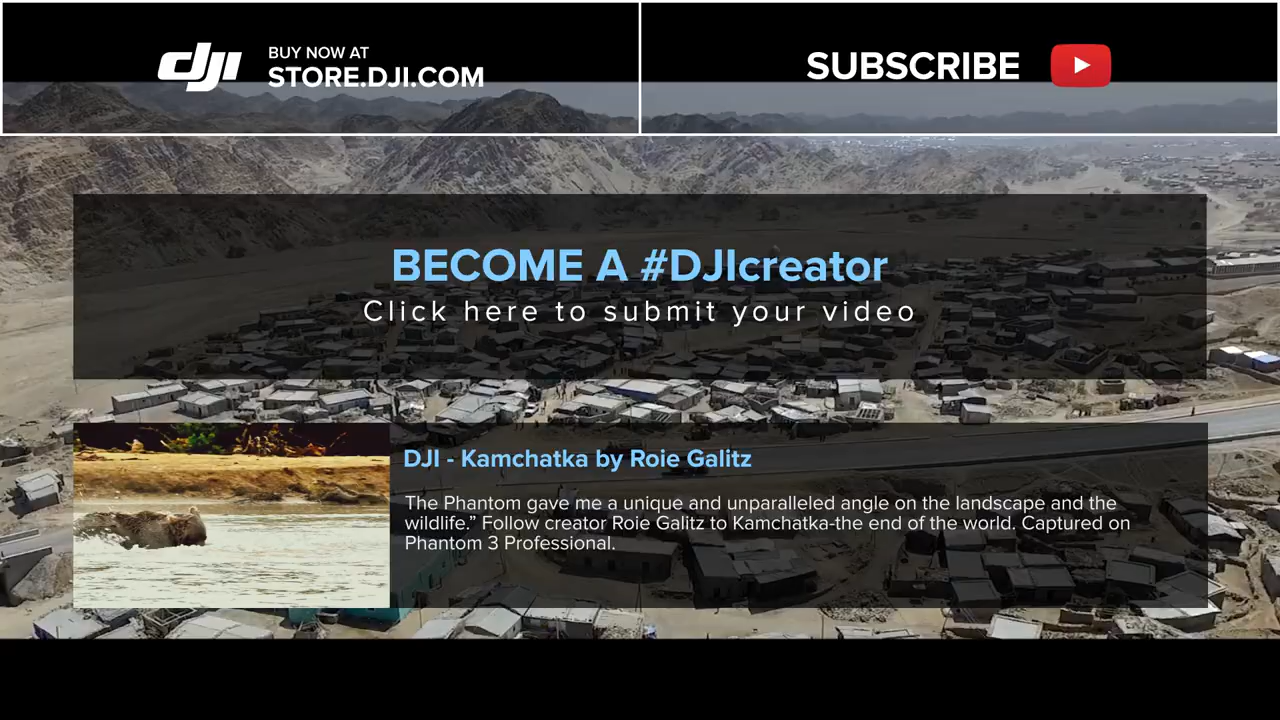 dji
BUY NOW AT
STORE.DJI.COM
SUBSCRIBE
BECOME A #DJIcreator
Click here to submit your video
DJI - Kamchatka by Roie Galitz
The Phantom gave me a unique and unparalleled angle on the landscape and the
wildlife.” Follow creator Roie Galitz to Kamchatka-the end of the world. Captured on
Phantom 3 Professional.